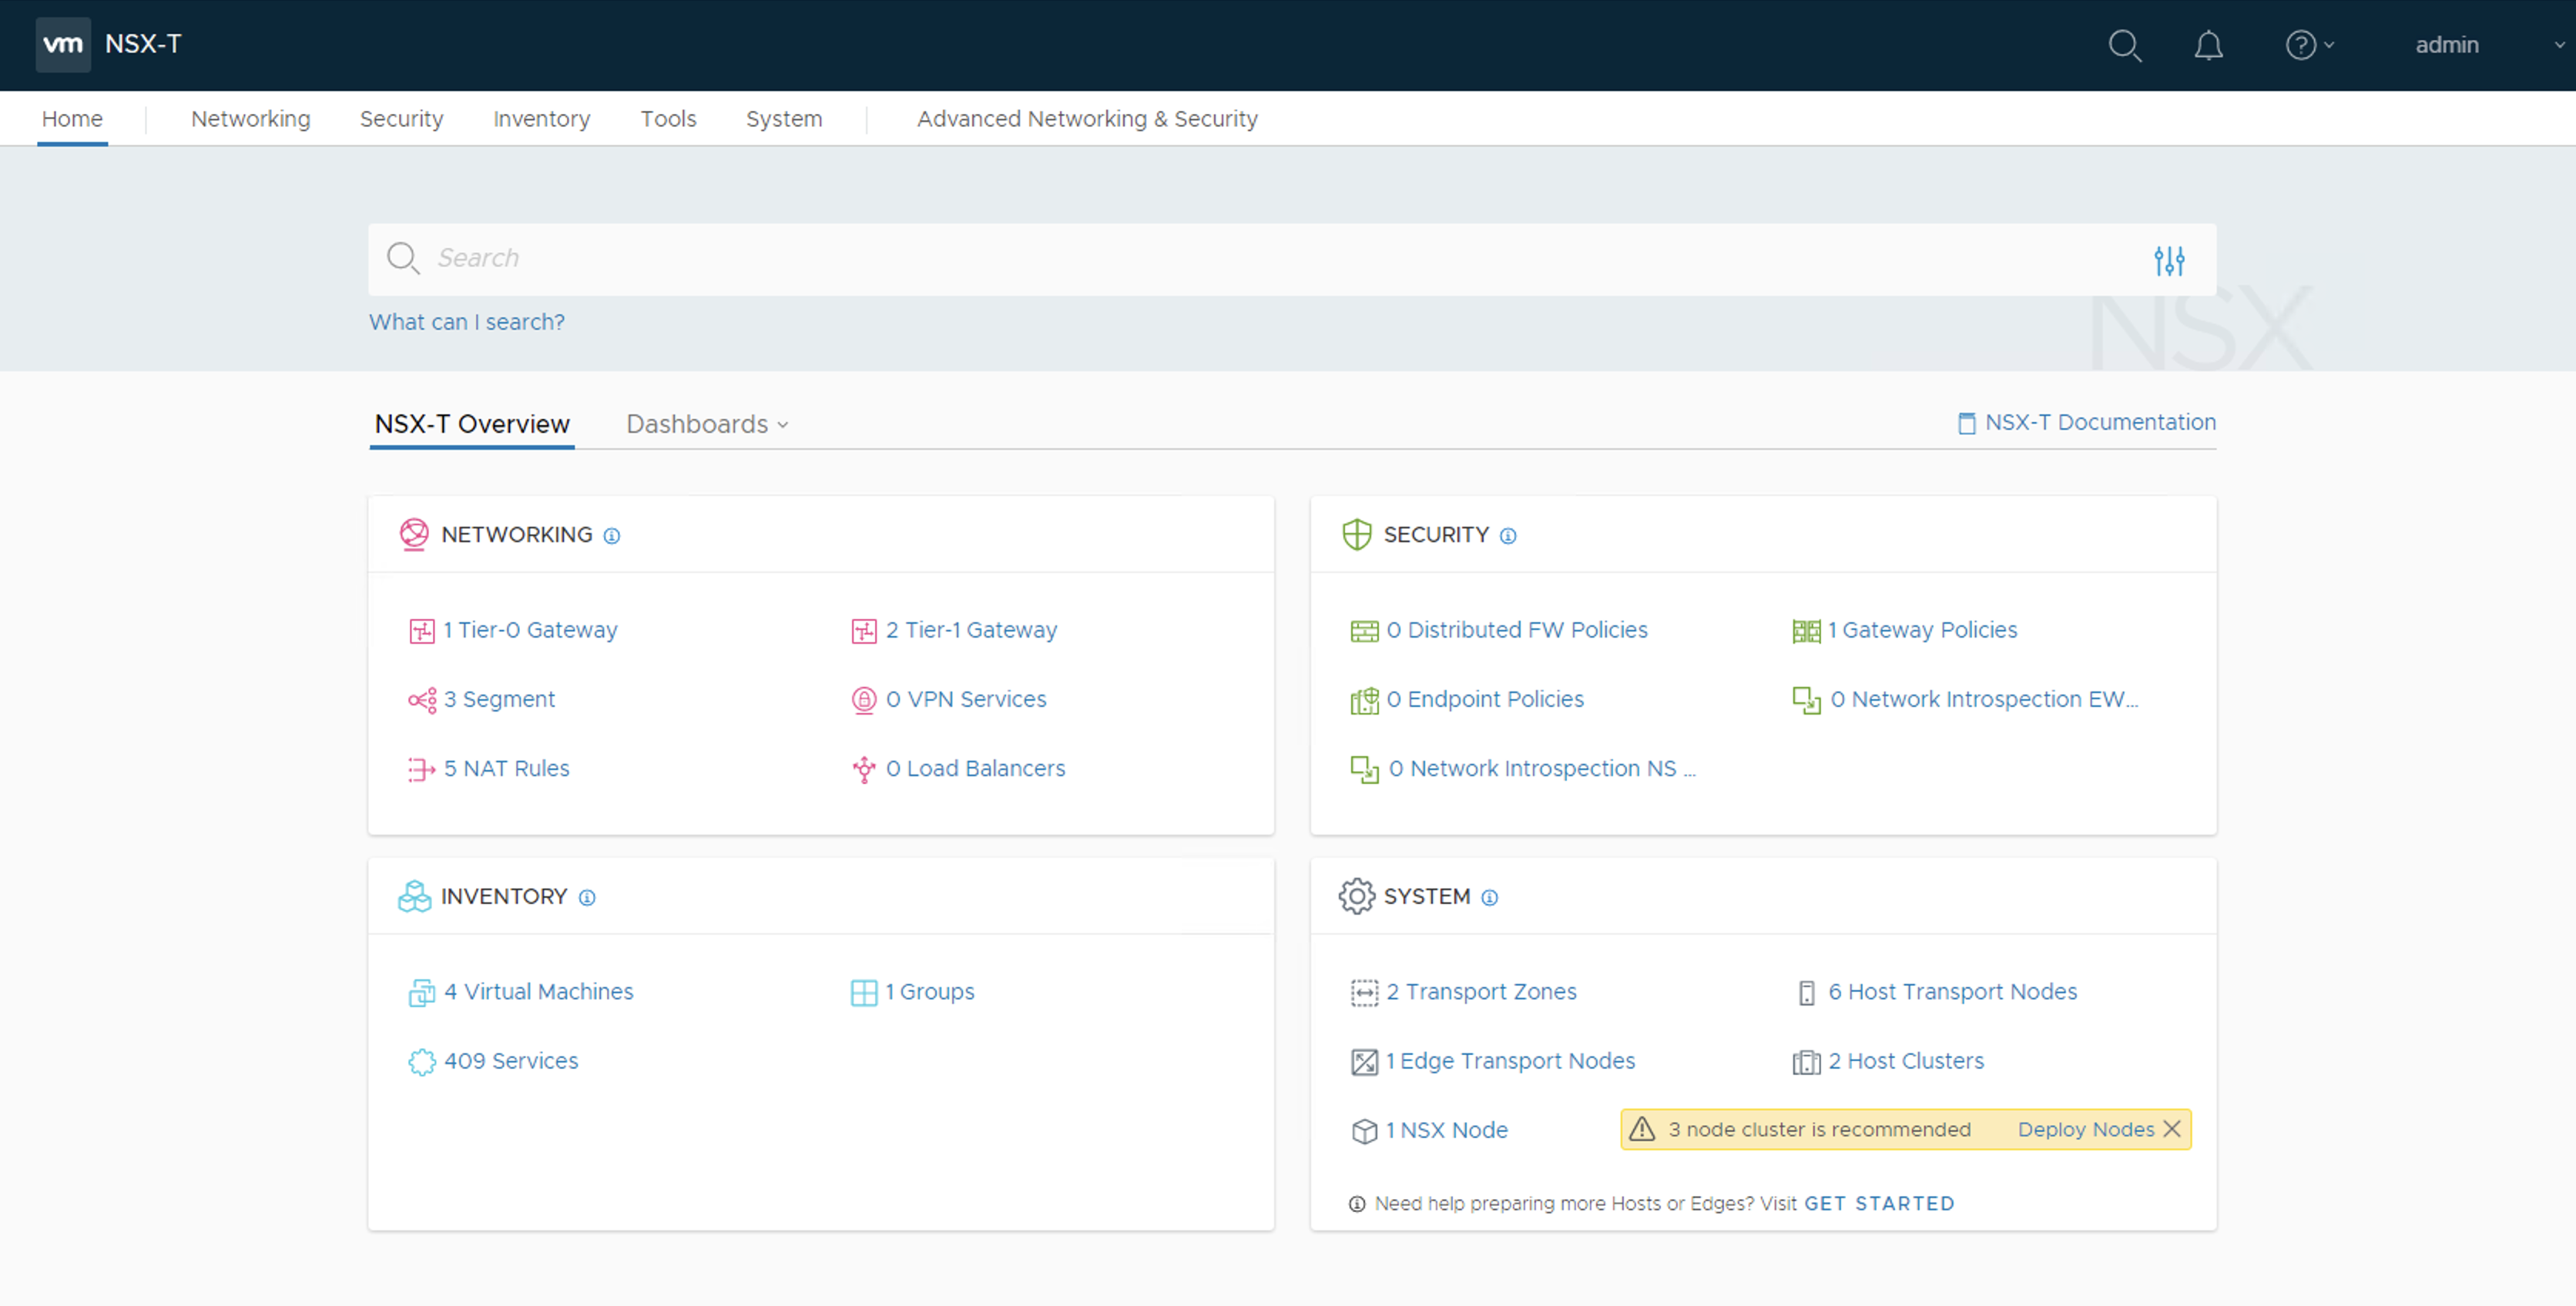 vm NSX-T admin
Home Networking Security Inventory Tools System Advanced Networking & Security
Search
What can I search?
NSX
NSX-T Overview Dashboards NSX-T Documentation
NETWORKING
1 Tier-0 Gateway 2 Tier-1 Gateway
3 Segment 0 VPN Services
5 NAT Rules 0 Load Balancers
SECURITY
0 Distributed FW Policies 1 Gateway Policies
0 Endpoint Policies 0 Network Introspection EW...
0 Network Introspection NS ...
INVENTORY
4 Virtual Machines 1 Groups
409 Services
SYSTEM
2 Transport Zones 6 Host Transport Nodes
1 Edge Transport Nodes 2 Host Clusters
1 NSX Node 3 node cluster is recommended Deploy Nodes
Need help preparing more Hosts or Edges? Visit GET STARTED